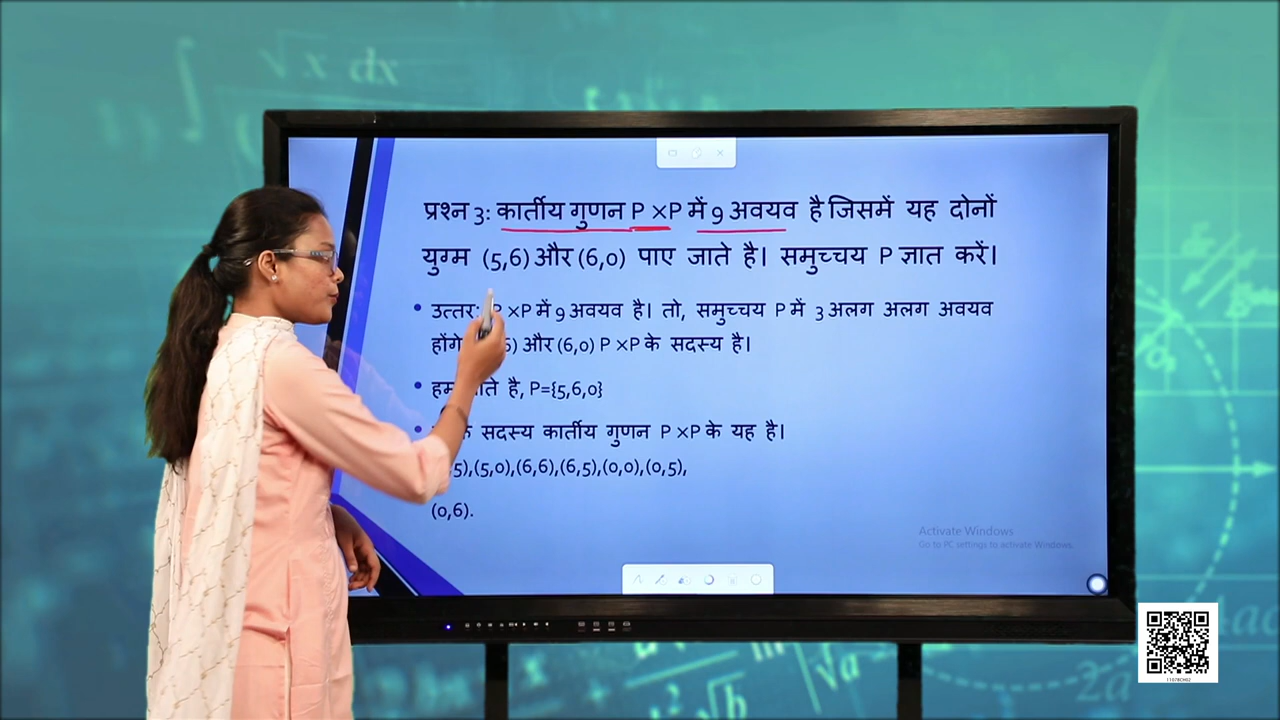 प्रश्न 3: कार्तीय गुणन P ×P में 9 अवयव है जिसमें यह दोनों
युग्म (5,6) और (6,0) पाए जाते है। समुच्चय P ज्ञात करें।
उत्तर: P ×P में 9 अवयव है। तो, समुच्चय P में 3 अलग अलग अवयव
होंगे 6) और (6,0) P ×P के सदस्य है।
हम ते है, P={5,6,0}
सदस्य कार्तीय गुणन P ×P के यह है।
5),(5,0),(6,6),(6,5),(0,0),(0,5),
(0,6).
Activate Windows
Go to PC settings to activate Windows.
√x dx
2a